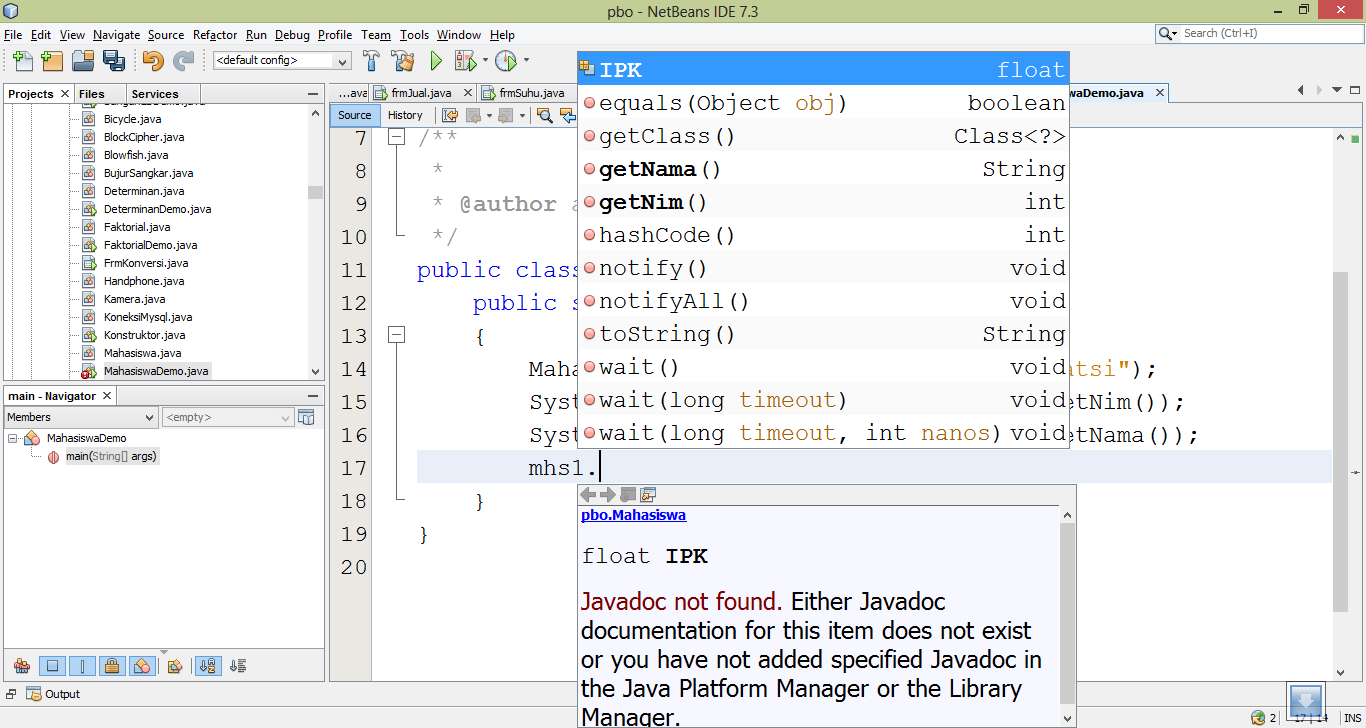 pbo - NetBeans IDE 7.3
File Edit View Navigate Source Refactor Run Debug Profile Team Tools Window Help
Search (Ctrl+I)
<default config>
Projects Files Services
Bicycle.java
BlockCipher.java
Blowfish.java
BujurSangkar.java
Determinan.java
DeterminanDemo.java
Faktorial.java
FaktorialDemo.java
FrmKonversi.java
Handphone.java
Kamera.java
KoneksiMysql.java
Konstruktor.java
Mahasiswa.java
MahasiswaDemo.java
main - Navigator
Members <empty>
MahasiswaDemo
main(String[] args)
Output
...ava frmJual.java frmSuhu.java waDemo.java
Source History
7 /**
8 *
9 * @author a
10 */
11 public class
12 public s
13 {
14 Maha atsi");
15 Syst etNim());
16 Syst etNama());
17 mhs1.
18 }
19 }
20
IPK float
equals(Object obj) boolean
getClass() Class<?>
getNama() String
getNim() int
hashCode() int
notify() void
notifyAll() void
toString() String
wait() void
wait(long timeout) void
wait(long timeout, int nanos) void
pbo.Mahasiswa
float IPK
Javadoc not found. Either Javadoc
documentation for this item does not exist
or you have not added specified Javadoc in
the Java Platform Manager or the Library
Manager.
2 17 | 14 INS